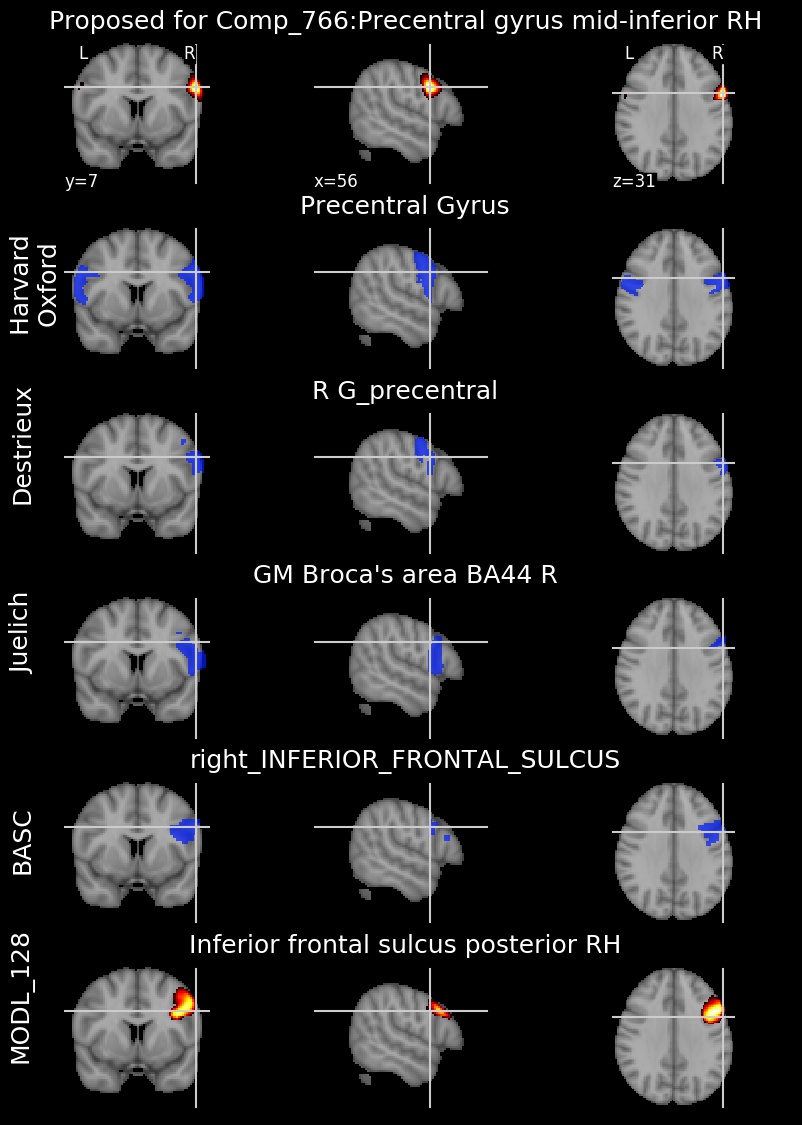 Proposed for Comp_766:Precentral gyrus mid-inferior RH
L R L R
y=7 x=56 z=31
Precentral Gyrus
Harvard
Oxford
R G_precentral
Destrieux
GM Broca's area BA44 R
Juelich
right_INFERIOR_FRONTAL_SULCUS
BASC
Inferior frontal sulcus posterior RH
MODL_128